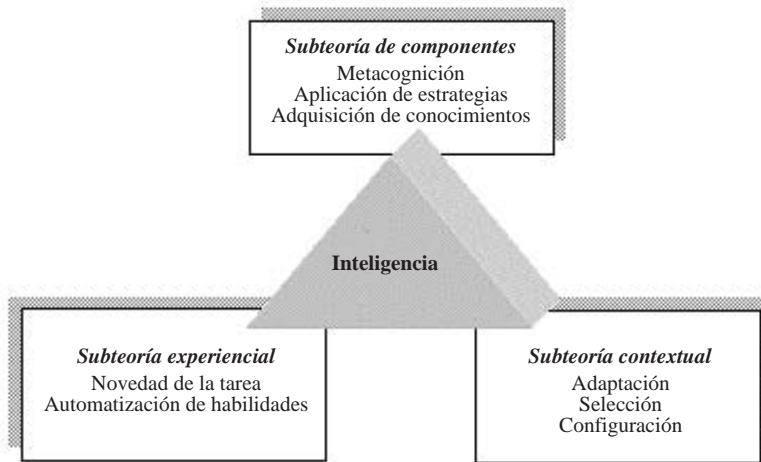 Subteoría de componentes
Metacognición
Aplicación de estrategias
Adquisición de conocimientos
Inteligencia
Subteoría experiencial
Novedad de la tarea
Automatización de habilidades
Subteoría contextual
Adaptación
Selección
Configuración